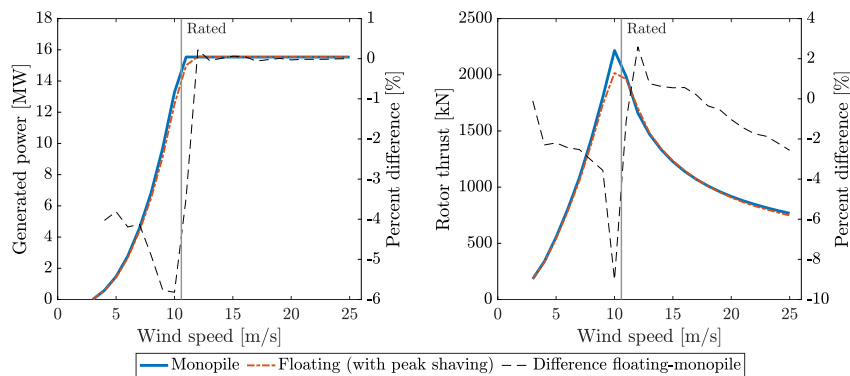 18
16
14
12
10
8
6
4
2
0
Generated power [MW]
Rated
1
0
-1
-2
-3
-4
-5
-6
Percent difference [%]
0 5 10 15 20 25
Wind speed [m/s]
2500
2000
1500
1000
500
0
Rotor thrust [kN]
Rated
4
2
0
-2
-4
-6
-8
-10
Percent difference [%]
0 5 10 15 20 25
Wind speed [m/s]
Monopile Floating (with peak shaving) Difference floating-monopile